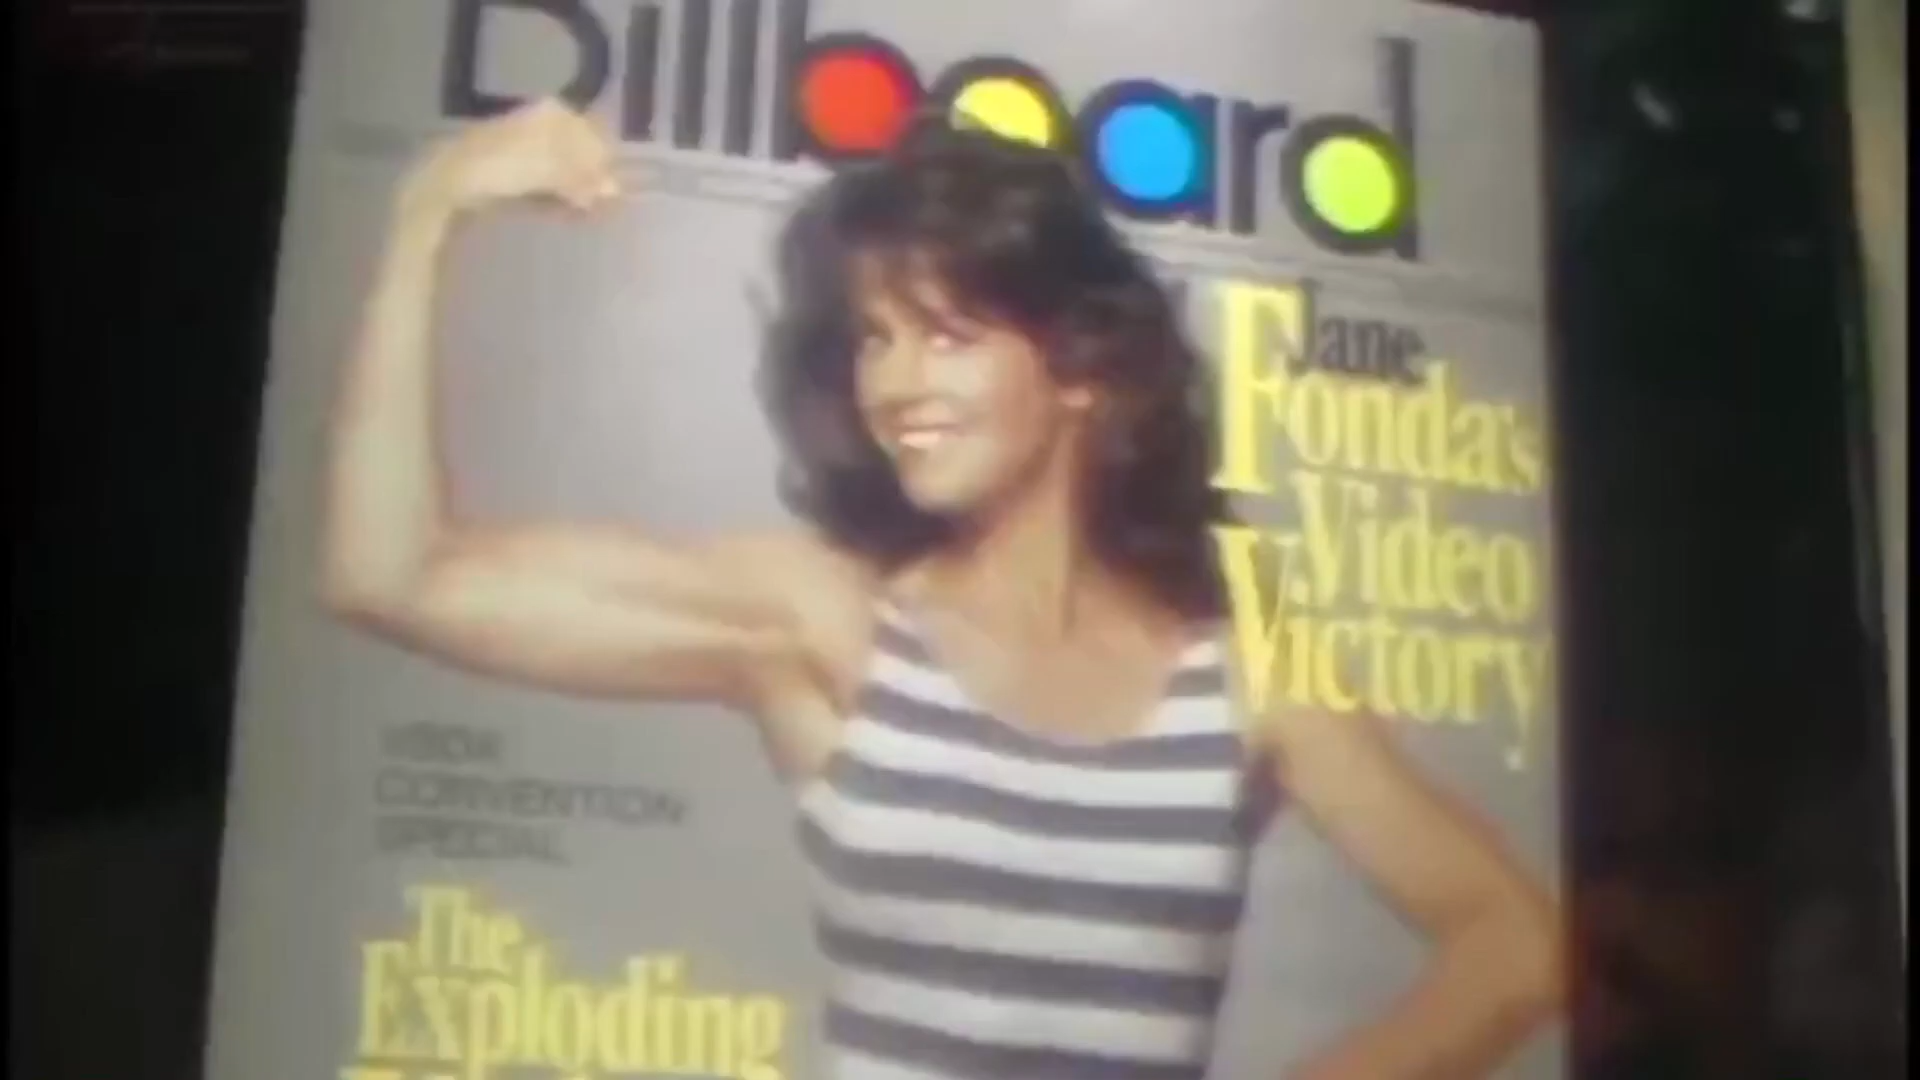 Billboard
Jane
Fonda's
Video
Victory
VSDA
CONVENTION
SPECIAL
The
Exploding